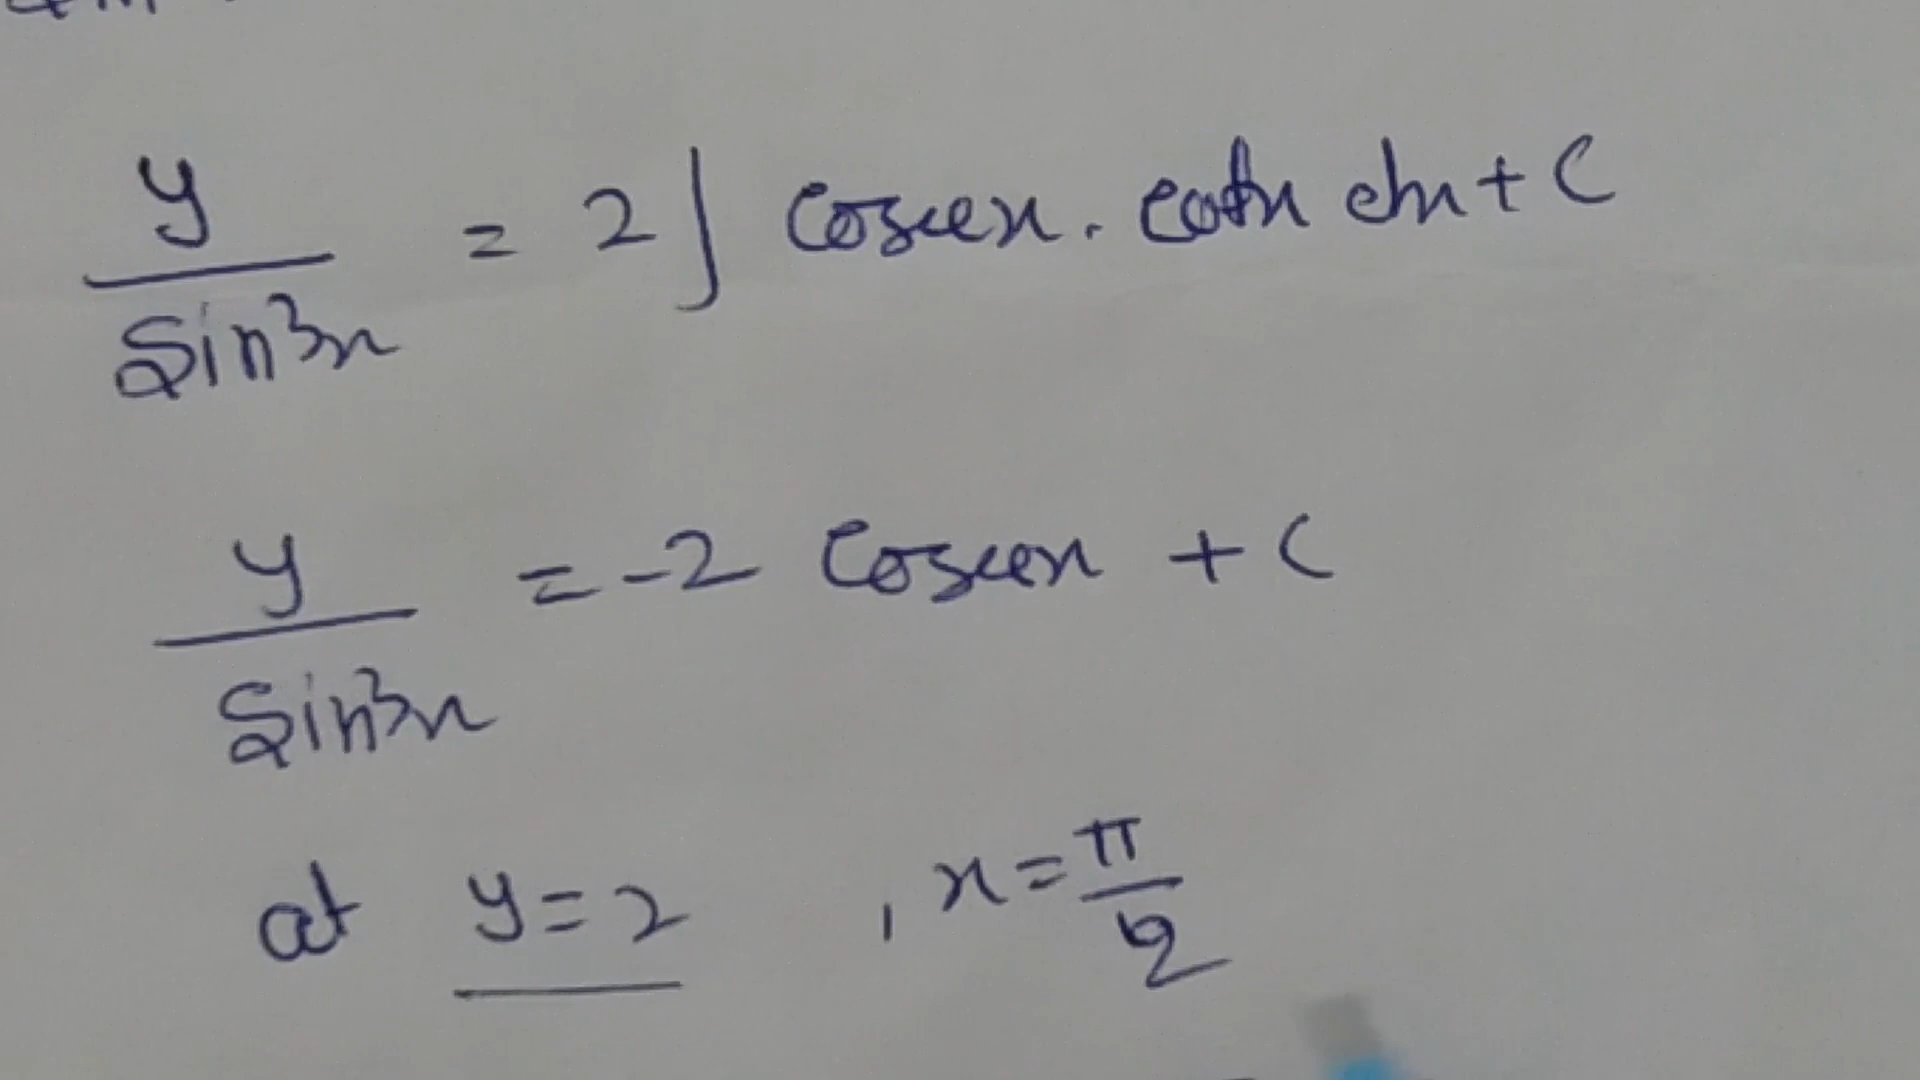 y/sin³x = 2∫ cosecx . cotx dx + C
y/sin³x = -2 cosecx + C
at y=2 , x=π/2